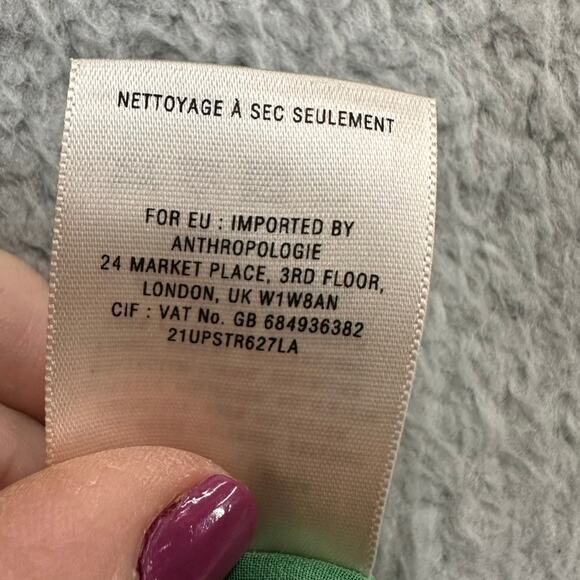 NETTOYAGE À SEC SEULEMENT
FOR EU : IMPORTED BY
ANTHROPOLOGIE
24 MARKET PLACE, 3RD FLOOR,
LONDON, UK W1W8AN
CIF : VAT No. GB 684936382
21UPSTR627LA